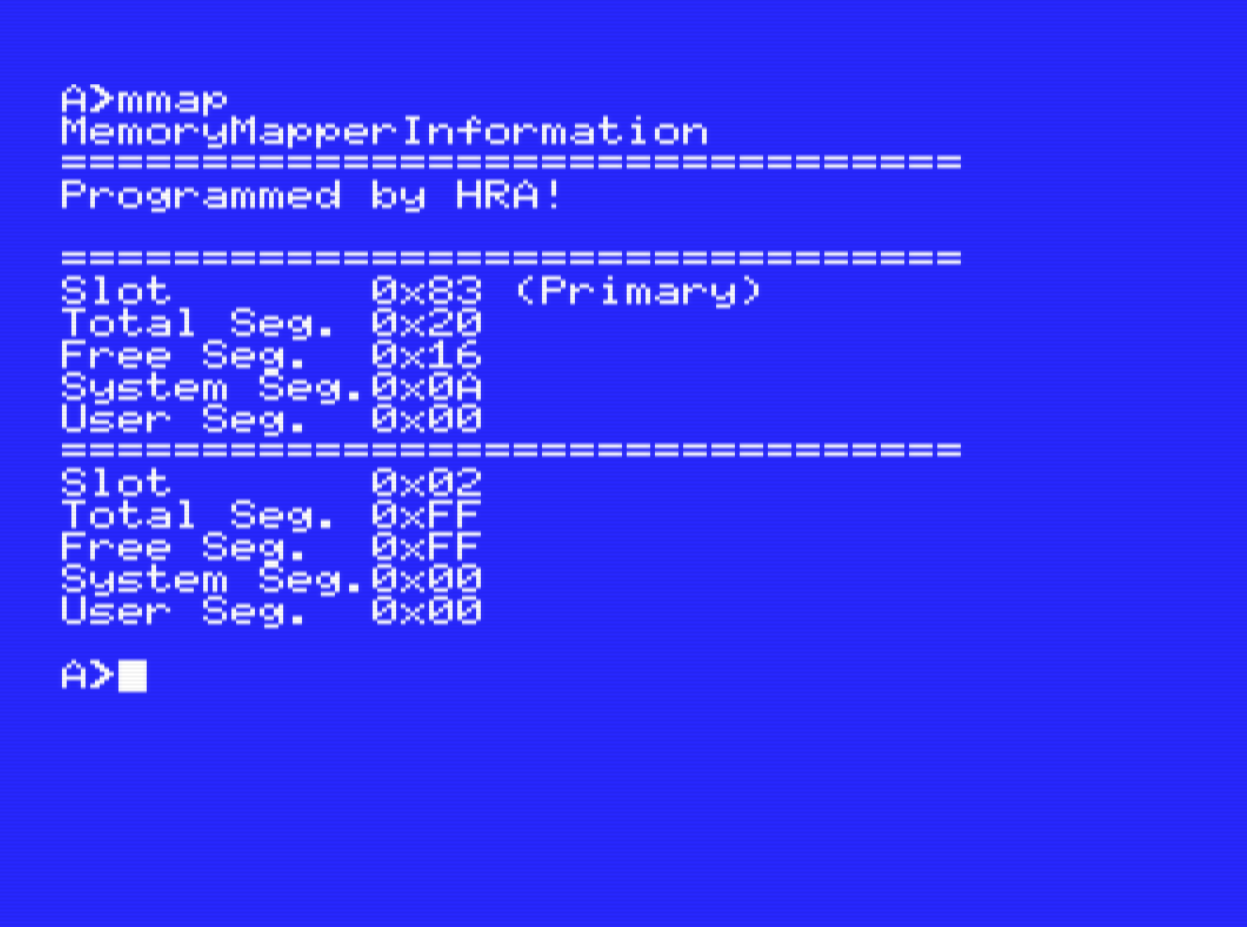 A>mmap
MemoryMapperInformation
================================
Programmed by HRA!
================================
Slot       0x83 (Primary)
Total Seg. 0x20
Free Seg.  0x16
System Seg.0x0A
User Seg.  0x00
================================
Slot       0x02
Total Seg. 0xFF
Free Seg.  0xFF
System Seg.0x00
User Seg.  0x00
A>